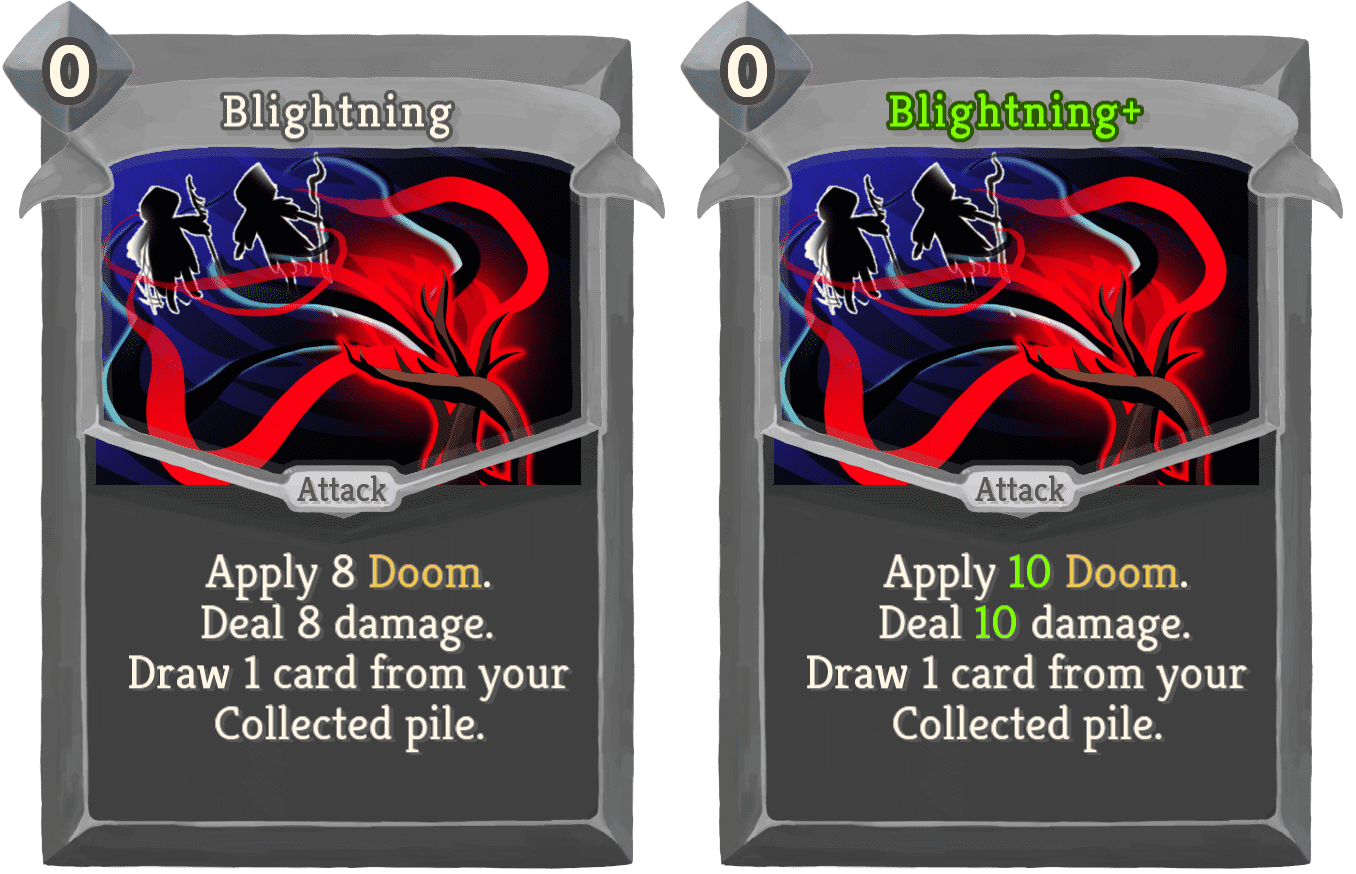 0
Blightning
Attack
Apply 8 Doom.
Deal 8 damage.
Draw 1 card from your
Collected pile.
0
Blightning+
Attack
Apply 10 Doom.
Deal 10 damage.
Draw 1 card from your
Collected pile.